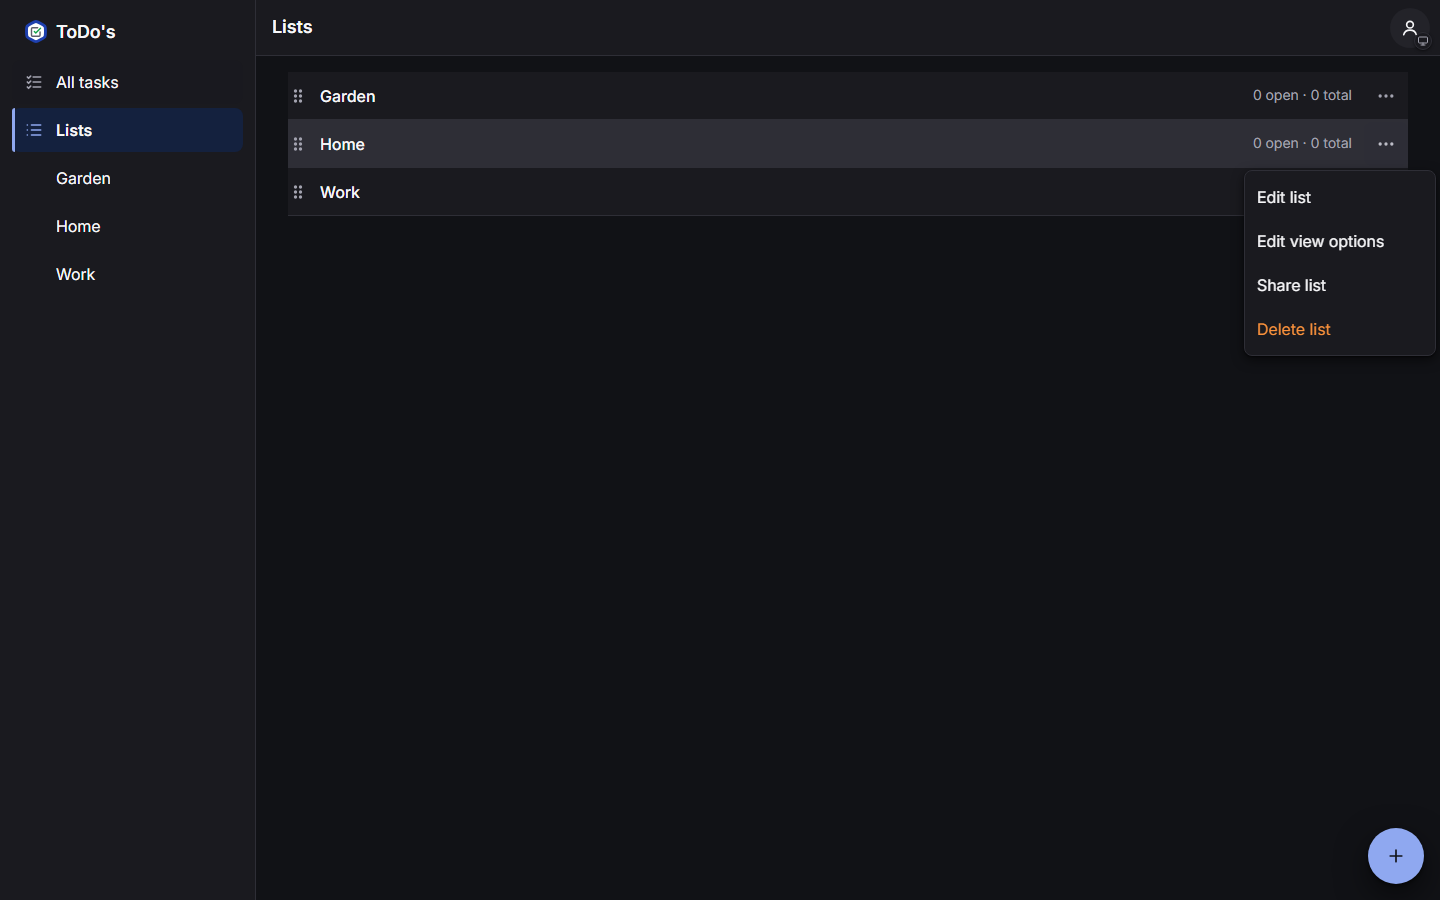 ToDo's
All tasks
Lists
Garden
Home
Work
Lists
Garden 0 open · 0 total
Home 0 open · 0 total
Work
Edit list
Edit view options
Share list
Delete list